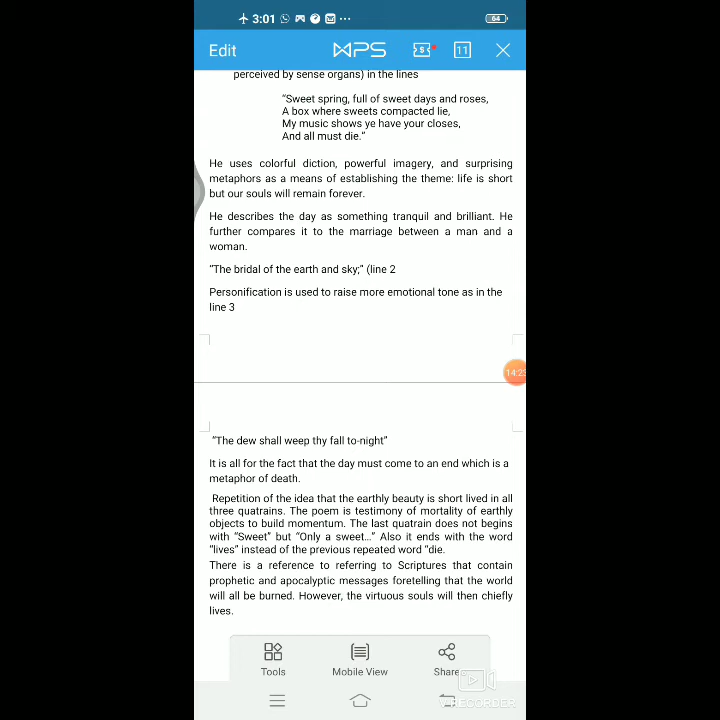 3:01
64
Edit
WPS
S
11
perceived by sense organs) in the lines
“Sweet spring, full of sweet days and roses,
A box where sweets compacted lie,
My music shows ye have your closes,
And all must die.”
He uses colorful diction, powerful imagery, and surprising
metaphors as a means of establishing the theme: life is short
but our souls will remain forever.
He describes the day as something tranquil and brilliant. He
further compares it to the marriage between a man and a
woman.
“The bridal of the earth and sky;” (line 2
Personification is used to raise more emotional tone as in the
line 3
14:23
“The dew shall weep thy fall to-night”
It is all for the fact that the day must come to an end which is a
metaphor of death.
Repetition of the idea that the earthly beauty is short lived in all
three quatrains. The poem is testimony of mortality of earthly
objects to build momentum. The last quatrain does not begins
with “Sweet” but “Only a sweet...” Also it ends with the word
“lives” instead of the previous repeated word “die.
There is a reference to referring to Scriptures that contain
prophetic and apocalyptic messages foretelling that the world
will all be burned. However, the virtuous souls will then chiefly
lives.
Tools
Mobile View
Share
RECORDER